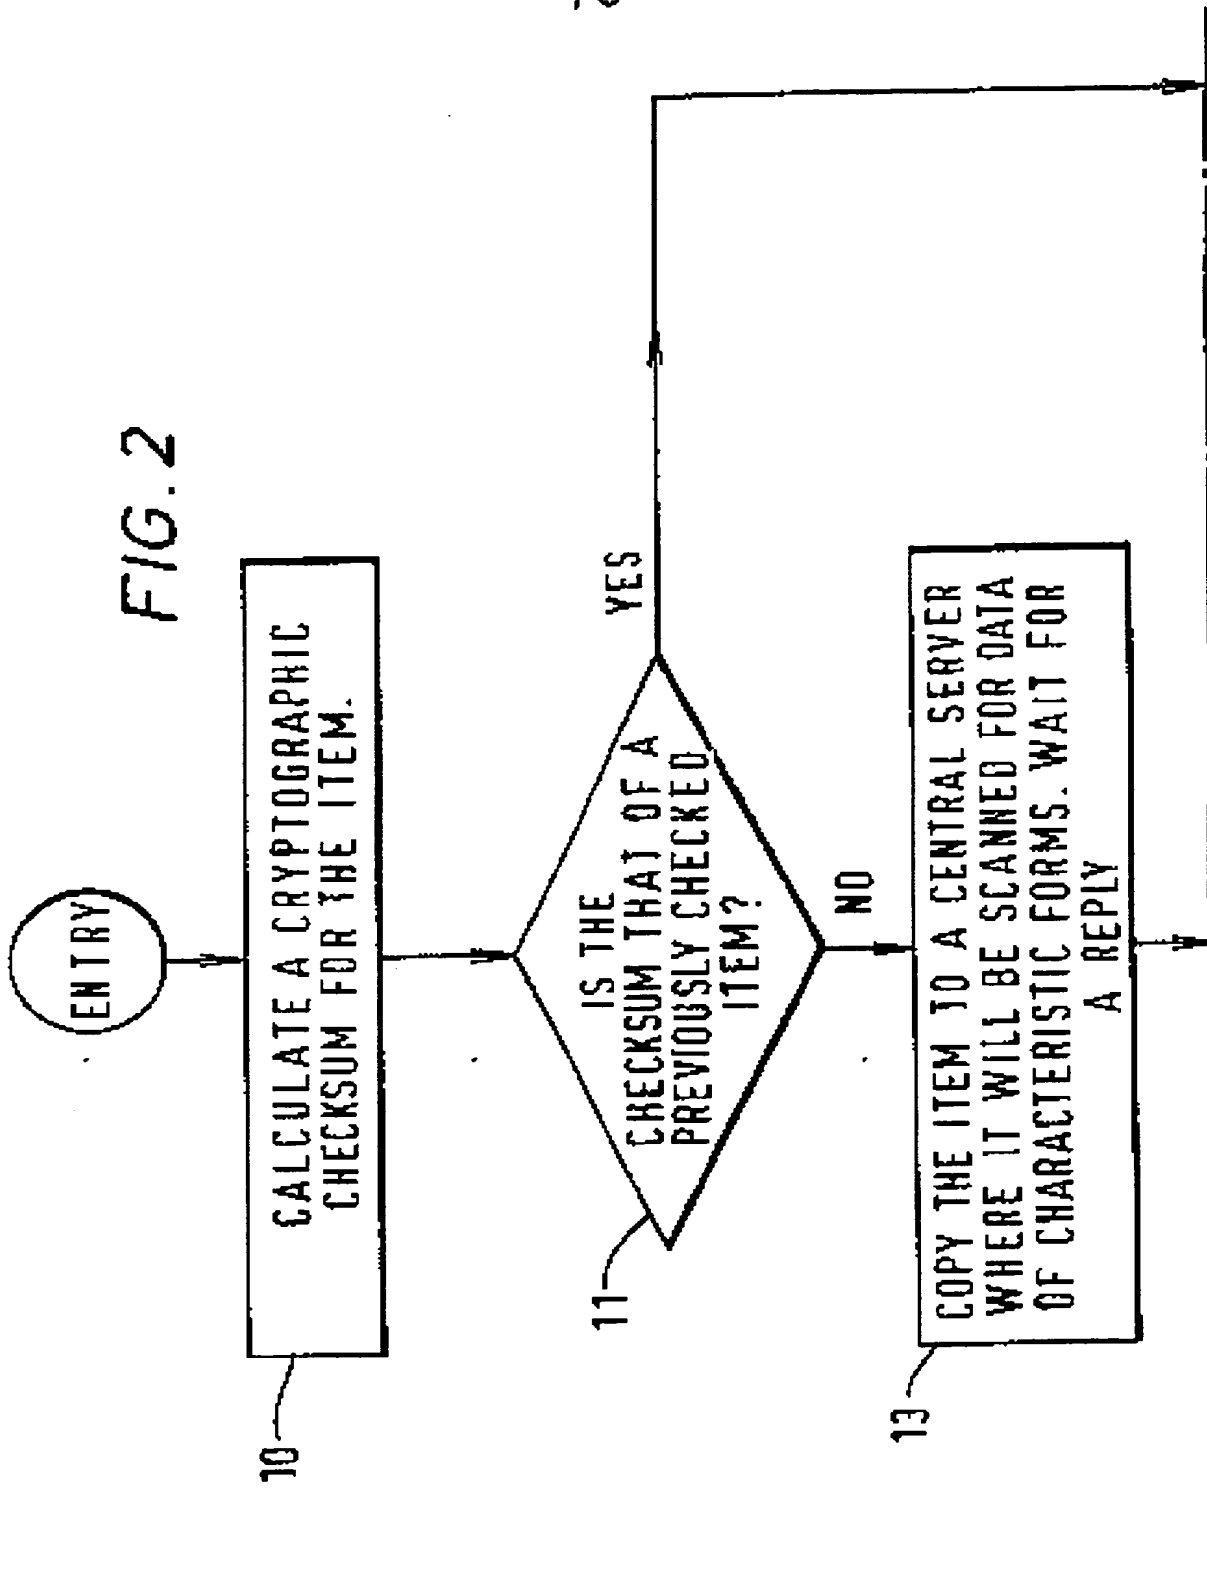 FIG. 2
ENTRY
10
CALCULATE A CRYPTOGRAPHIC
CHECKSUM FOR THE ITEM.
11
IS THE
CHECKSUM THAT OF A
PREVIOUSLY CHECKED
ITEM?
YES
NO
13
COPY THE ITEM TO A CENTRAL SERVER
WHERE IT WILL BE SCANNED FOR DATA
OF CHARACTERISTIC FORMS. WAIT FOR
A REPLY